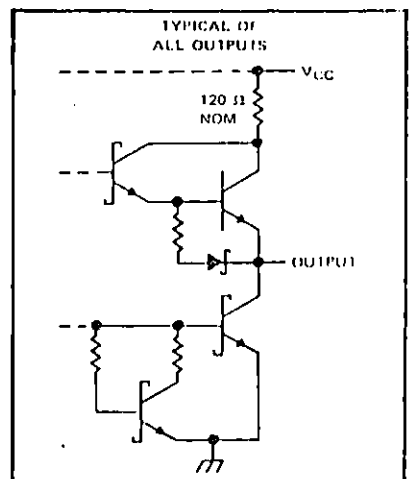 TYPICAL OF
ALL OUTPUTS
VCC
120 Ω
NOM
OUTPUT